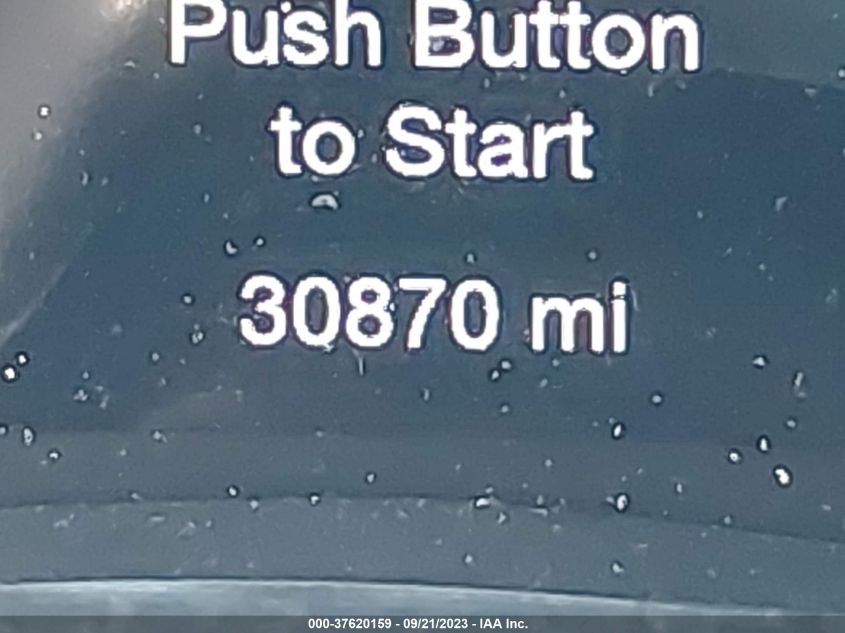 Push Button
to Start
30870 mi
000-37620159 - 09/21/2023 - IAA Inc.